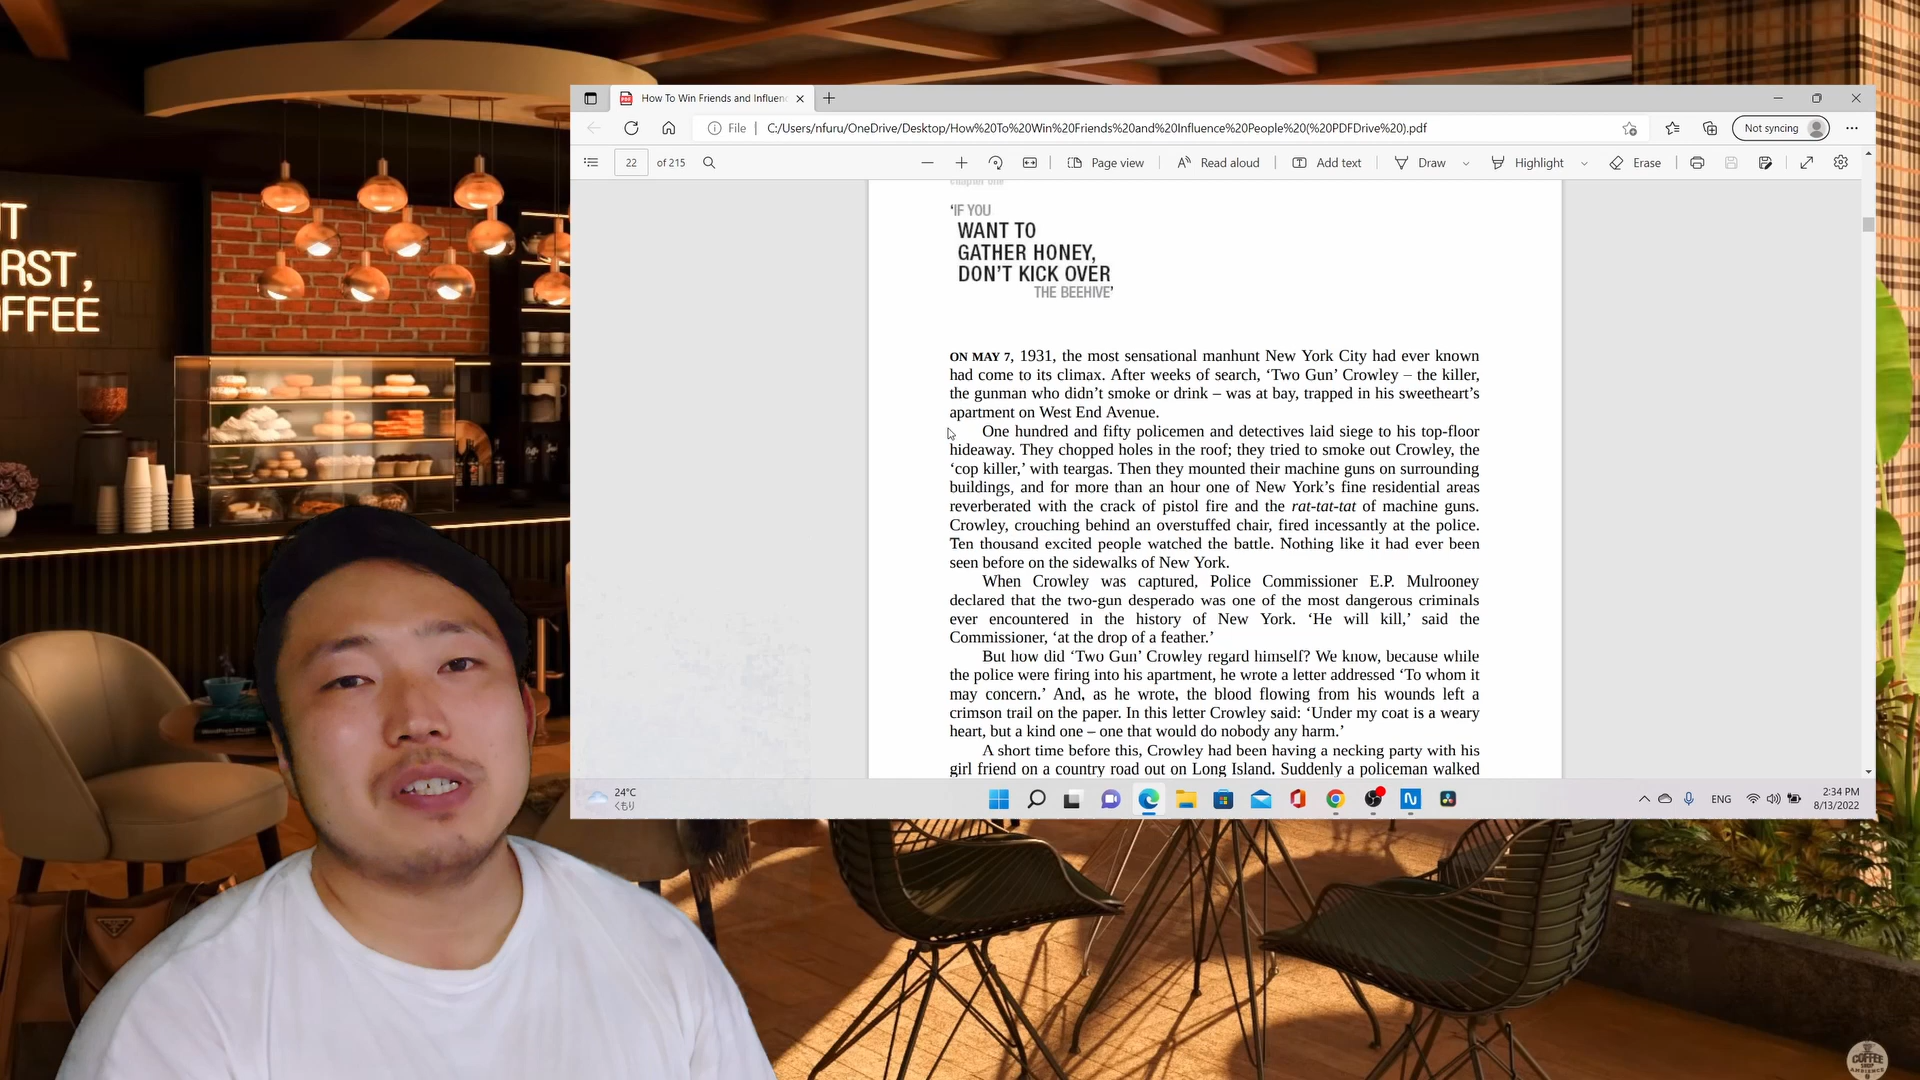 RST,
FFEE
How To Win Friends and Influenc
File
C:/Users/nfuru/OneDrive/Desktop/How%20To%20Win%20Friends%20and%20Influence%20People%20(%20PDFDrive%20).pdf
Not syncing
22 of 215
Page view
Read aloud
Add text
Draw
Highlight
Erase
chapter one
‘IF YOU
WANT TO
GATHER HONEY,
DON’T KICK OVER
THE BEEHIVE’
ON MAY 7, 1931, the most sensational manhunt New York City had ever known
had come to its climax. After weeks of search, ‘Two Gun’ Crowley – the killer,
the gunman who didn’t smoke or drink – was at bay, trapped in his sweetheart’s
apartment on West End Avenue.
One hundred and fifty policemen and detectives laid siege to his top-floor
hideaway. They chopped holes in the roof; they tried to smoke out Crowley, the
‘cop killer,’ with teargas. Then they mounted their machine guns on surrounding
buildings, and for more than an hour one of New York’s fine residential areas
reverberated with the crack of pistol fire and the rat-tat-tat of machine guns.
Crowley, crouching behind an overstuffed chair, fired incessantly at the police.
Ten thousand excited people watched the battle. Nothing like it had ever been
seen before on the sidewalks of New York.
When Crowley was captured, Police Commissioner E.P. Mulrooney
declared that the two-gun desperado was one of the most dangerous criminals
ever encountered in the history of New York. ‘He will kill,’ said the
Commissioner, ‘at the drop of a feather.’
But how did ‘Two Gun’ Crowley regard himself? We know, because while
the police were firing into his apartment, he wrote a letter addressed ‘To whom it
may concern.’ And, as he wrote, the blood flowing from his wounds left a
crimson trail on the paper. In this letter Crowley said: ‘Under my coat is a weary
heart, but a kind one – one that would do nobody any harm.’
A short time before this, Crowley had been having a necking party with his
girl friend on a country road out on Long Island. Suddenly a policeman walked
24°C
くもり
ENG
2:34 PM
8/13/2022
COFFEE
SHOP
AMBIENCE